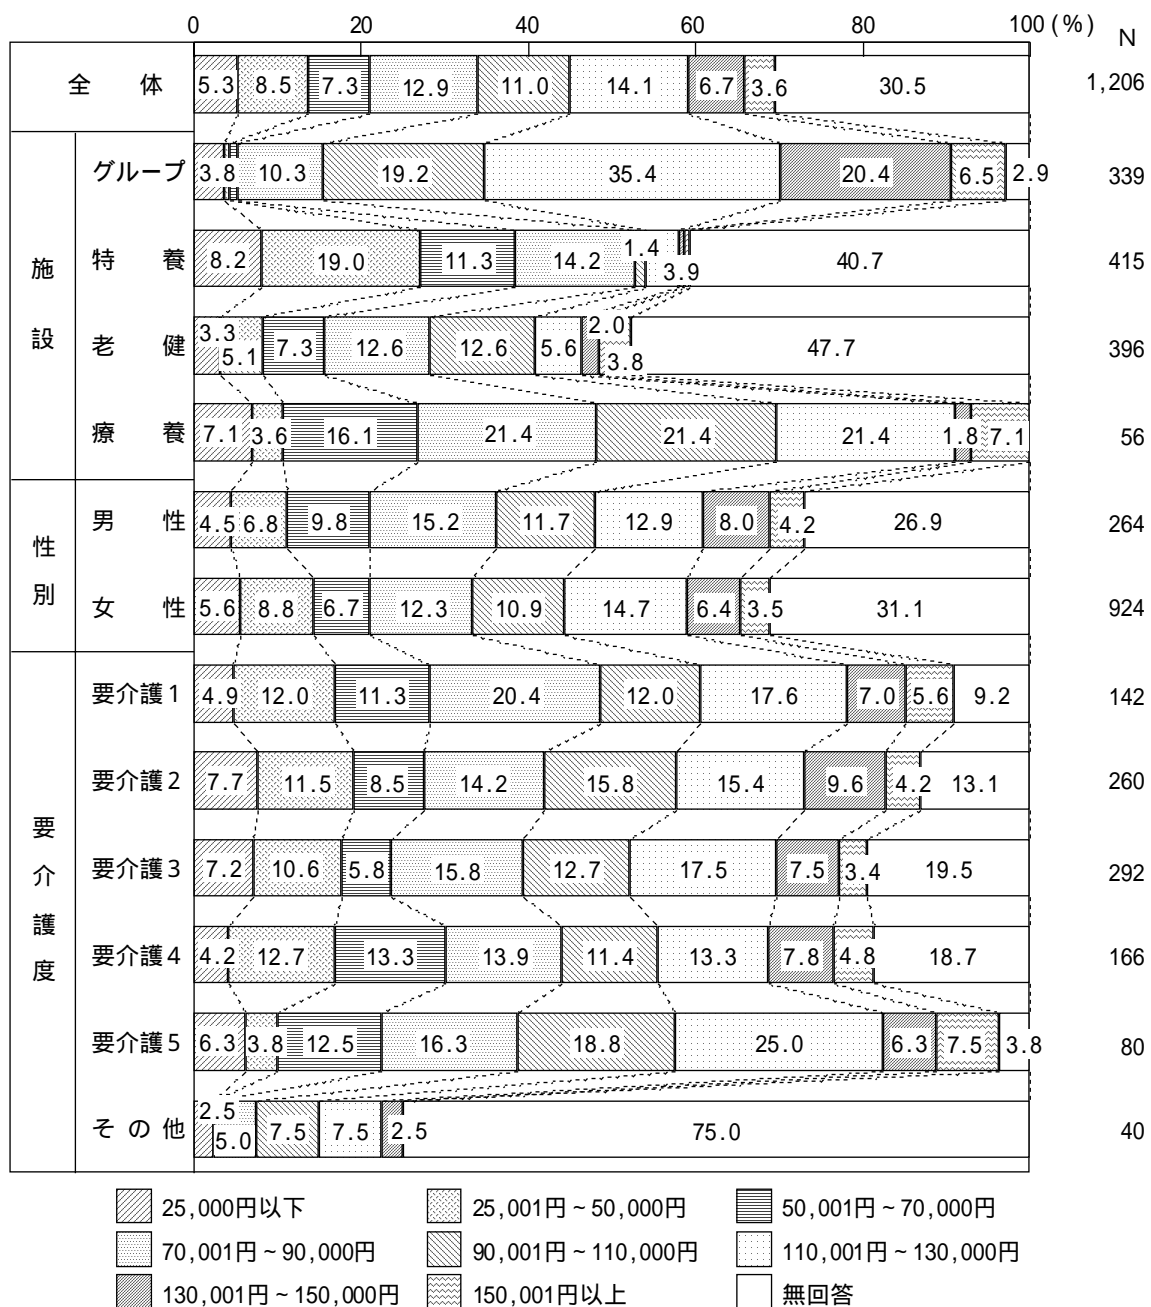 0 20 40 60 80 100 (%) N
全 体 5.3 8.5 7.3 12.9 11.0 14.1 6.7 3.6 30.5 1,206
施設
グループ 3.8 10.3 19.2 35.4 20.4 6.5 2.9 339
特 養 8.2 19.0 11.3 14.2 1.4 3.9 40.7 415
老 健 3.3 5.1 7.3 12.6 12.6 5.6 2.0 3.8 47.7 396
療 養 7.1 3.6 16.1 21.4 21.4 21.4 1.8 7.1 56
性別
男 性 4.5 6.8 9.8 15.2 11.7 12.9 8.0 4.2 26.9 264
女 性 5.6 8.8 6.7 12.3 10.9 14.7 6.4 3.5 31.1 924
要介護度
要介護1 4.9 12.0 11.3 20.4 12.0 17.6 7.0 5.6 9.2 142
要介護2 7.7 11.5 8.5 14.2 15.8 15.4 9.6 4.2 13.1 260
要介護3 7.2 10.6 5.8 15.8 12.7 17.5 7.5 3.4 19.5 292
要介護4 4.2 12.7 13.3 13.9 11.4 13.3 7.8 4.8 18.7 166
要介護5 6.3 3.8 12.5 16.3 18.8 25.0 6.3 7.5 3.8 80
その他 2.5 5.0 7.5 7.5 2.5 75.0 40
25,000円以下 25,001円~50,000円 50,001円~70,000円
70,001円~90,000円 90,001円~110,000円 110,001円~130,000円
130,001円~150,000円 150,001円以上 無回答